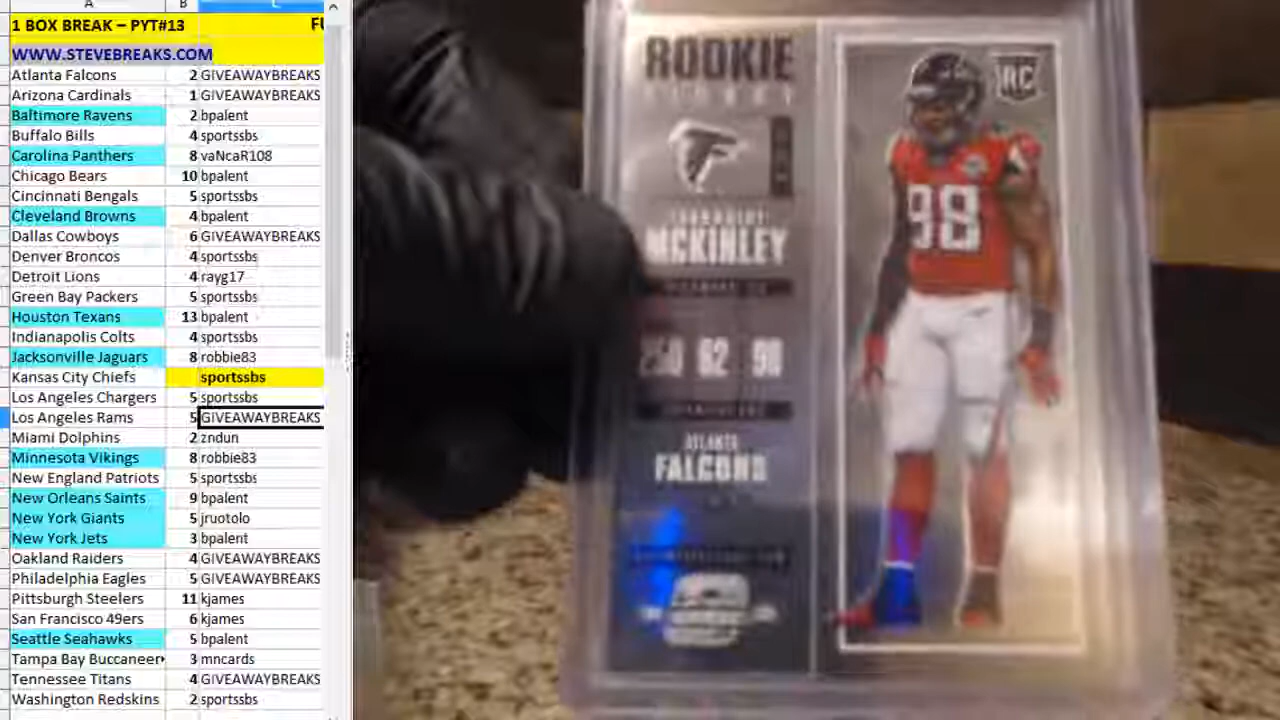 A B C
1 BOX BREAK – PYT#13 FU
WWW.STEVEBREAKS.COM
Atlanta Falcons 2 GIVEAWAYBREAKS
Arizona Cardinals 1 GIVEAWAYBREAKS
Baltimore Ravens 2 bpalent
Buffalo Bills 4 sportssbs
Carolina Panthers 8 vaNcaR108
Chicago Bears 10 bpalent
Cincinnati Bengals 5 sportssbs
Cleveland Browns 4 bpalent
Dallas Cowboys 6 GIVEAWAYBREAKS
Denver Broncos 4 sportssbs
Detroit Lions 4 rayg17
Green Bay Packers 5 sportssbs
Houston Texans 13 bpalent
Indianapolis Colts 4 sportssbs
Jacksonville Jaguars 8 robbie83
Kansas City Chiefs sportssbs
Los Angeles Chargers 5 sportssbs
Los Angeles Rams 5 GIVEAWAYBREAKS
Miami Dolphins 2 zndun
Minnesota Vikings 8 robbie83
New England Patriots 5 sportssbs
New Orleans Saints 9 bpalent
New York Giants 5 jruotolo
New York Jets 3 bpalent
Oakland Raiders 4 GIVEAWAYBREAKS
Philadelphia Eagles 5 GIVEAWAYBREAKS
Pittsburgh Steelers 11 kjames
San Francisco 49ers 6 kjames
Seattle Seahawks 5 bpalent
Tampa Bay Buccaneer 3 mncards
Tennessee Titans 4 GIVEAWAYBREAKS
Washington Redskins 2 sportssbs
ROOKIE
TICKET
MCKINLEY
250 62 98
ATLANTA
FALCONS
RC
98